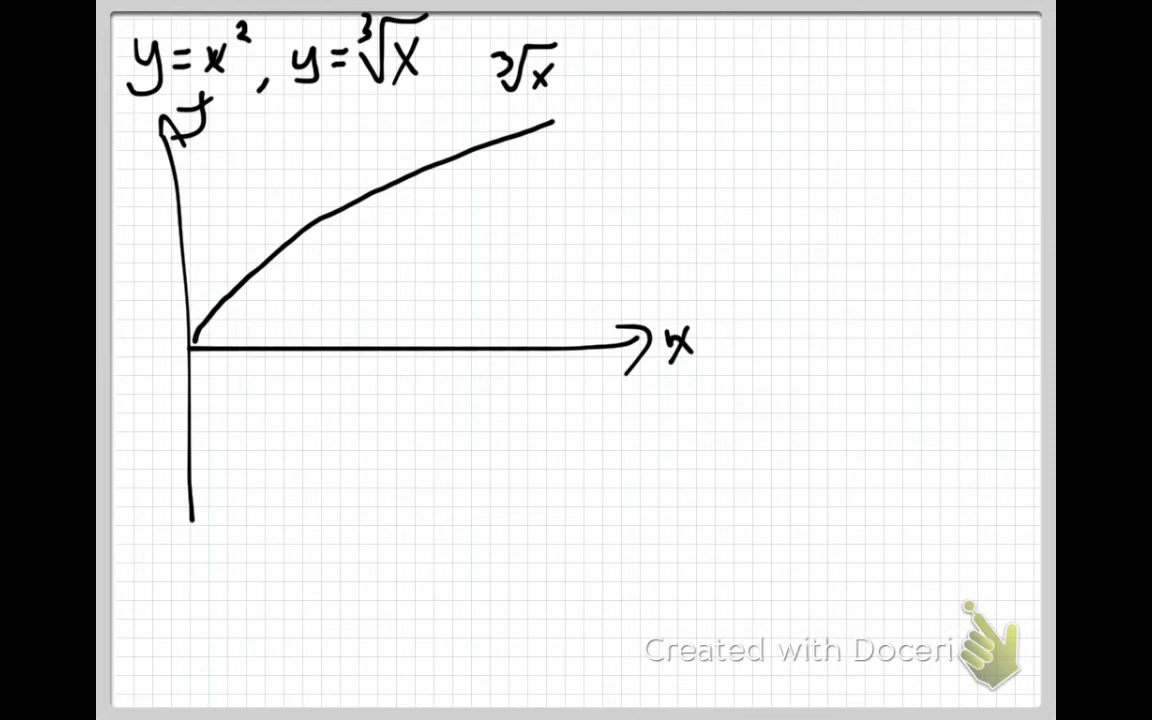 y = x², y = ∛x ∛x
y
x
Created with Doceri